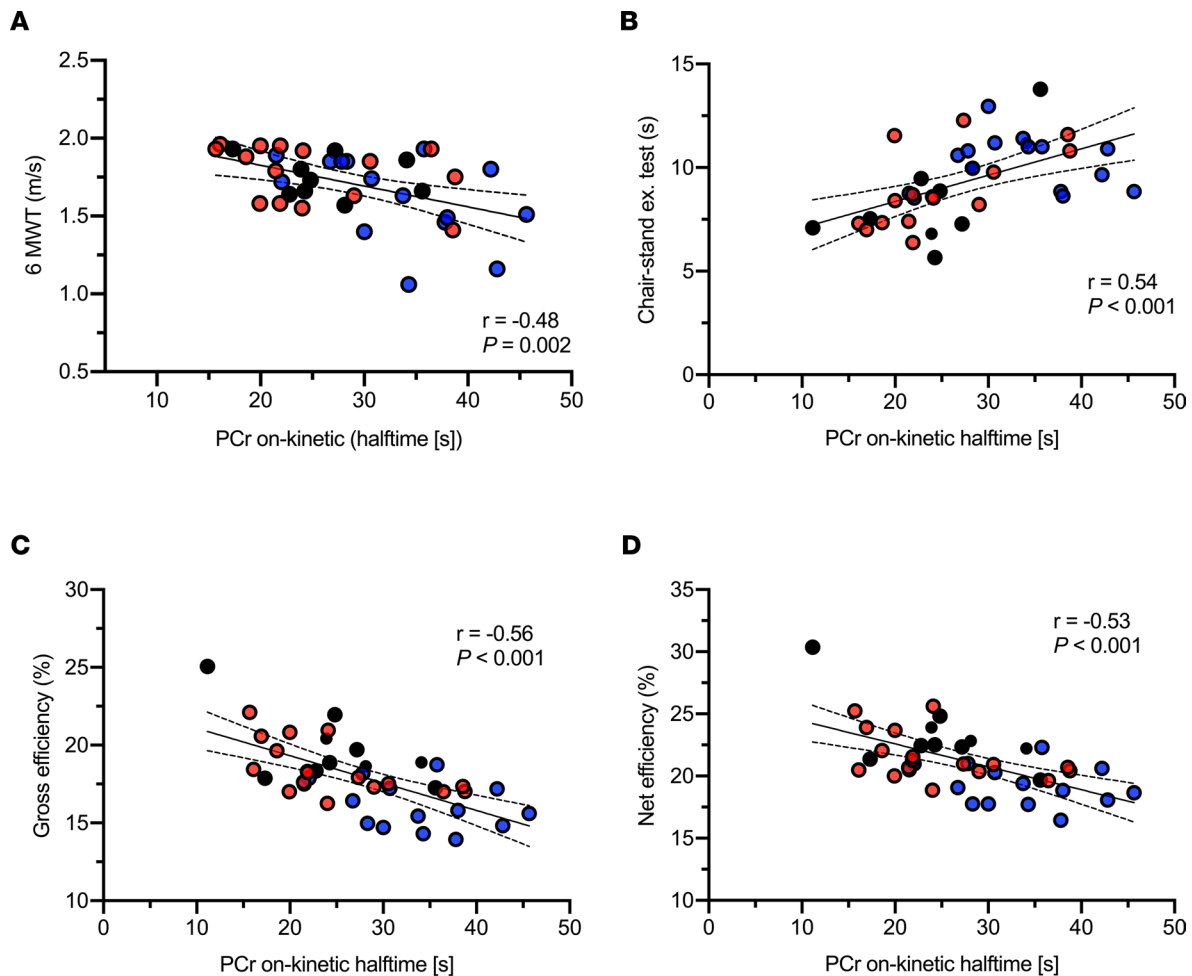 A
2.5
2.0
1.5
1.0
0.5
6 MWT (m/s)
10
20
30
40
50
PCr on-kinetic (halftime [s])
r = -0.48
P = 0.002
B
15
10
5
0
Chair-stand ex. test (s)
0
10
20
30
40
50
PCr on-kinetic halftime [s]
r = 0.54
P < 0.001
C
30
25
20
15
10
Gross efficiency (%)
0
10
20
30
40
50
PCr on-kinetic halftime [s]
r = -0.56
P < 0.001
D
35
30
25
20
15
10
Net efficiency (%)
0
10
20
30
40
50
PCr on-kinetic halftime [s]
r = -0.53
P < 0.001